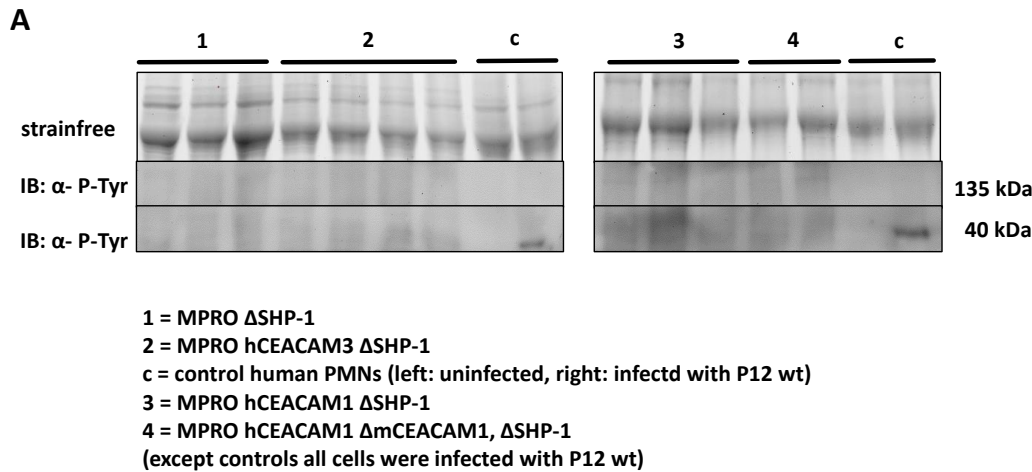 A
1 2 c 3 4 c
strainfree
IB: α- P-Tyr 135 kDa
IB: α- P-Tyr 40 kDa
1 = MPRO ΔSHP-1
2 = MPRO hCEACAM3 ΔSHP-1
c = control human PMNs (left: uninfected, right: infectd with P12 wt)
3 = MPRO hCEACAM1 ΔSHP-1
4 = MPRO hCEACAM1 ΔmCEACAM1, ΔSHP-1
(except controls all cells were infected with P12 wt)